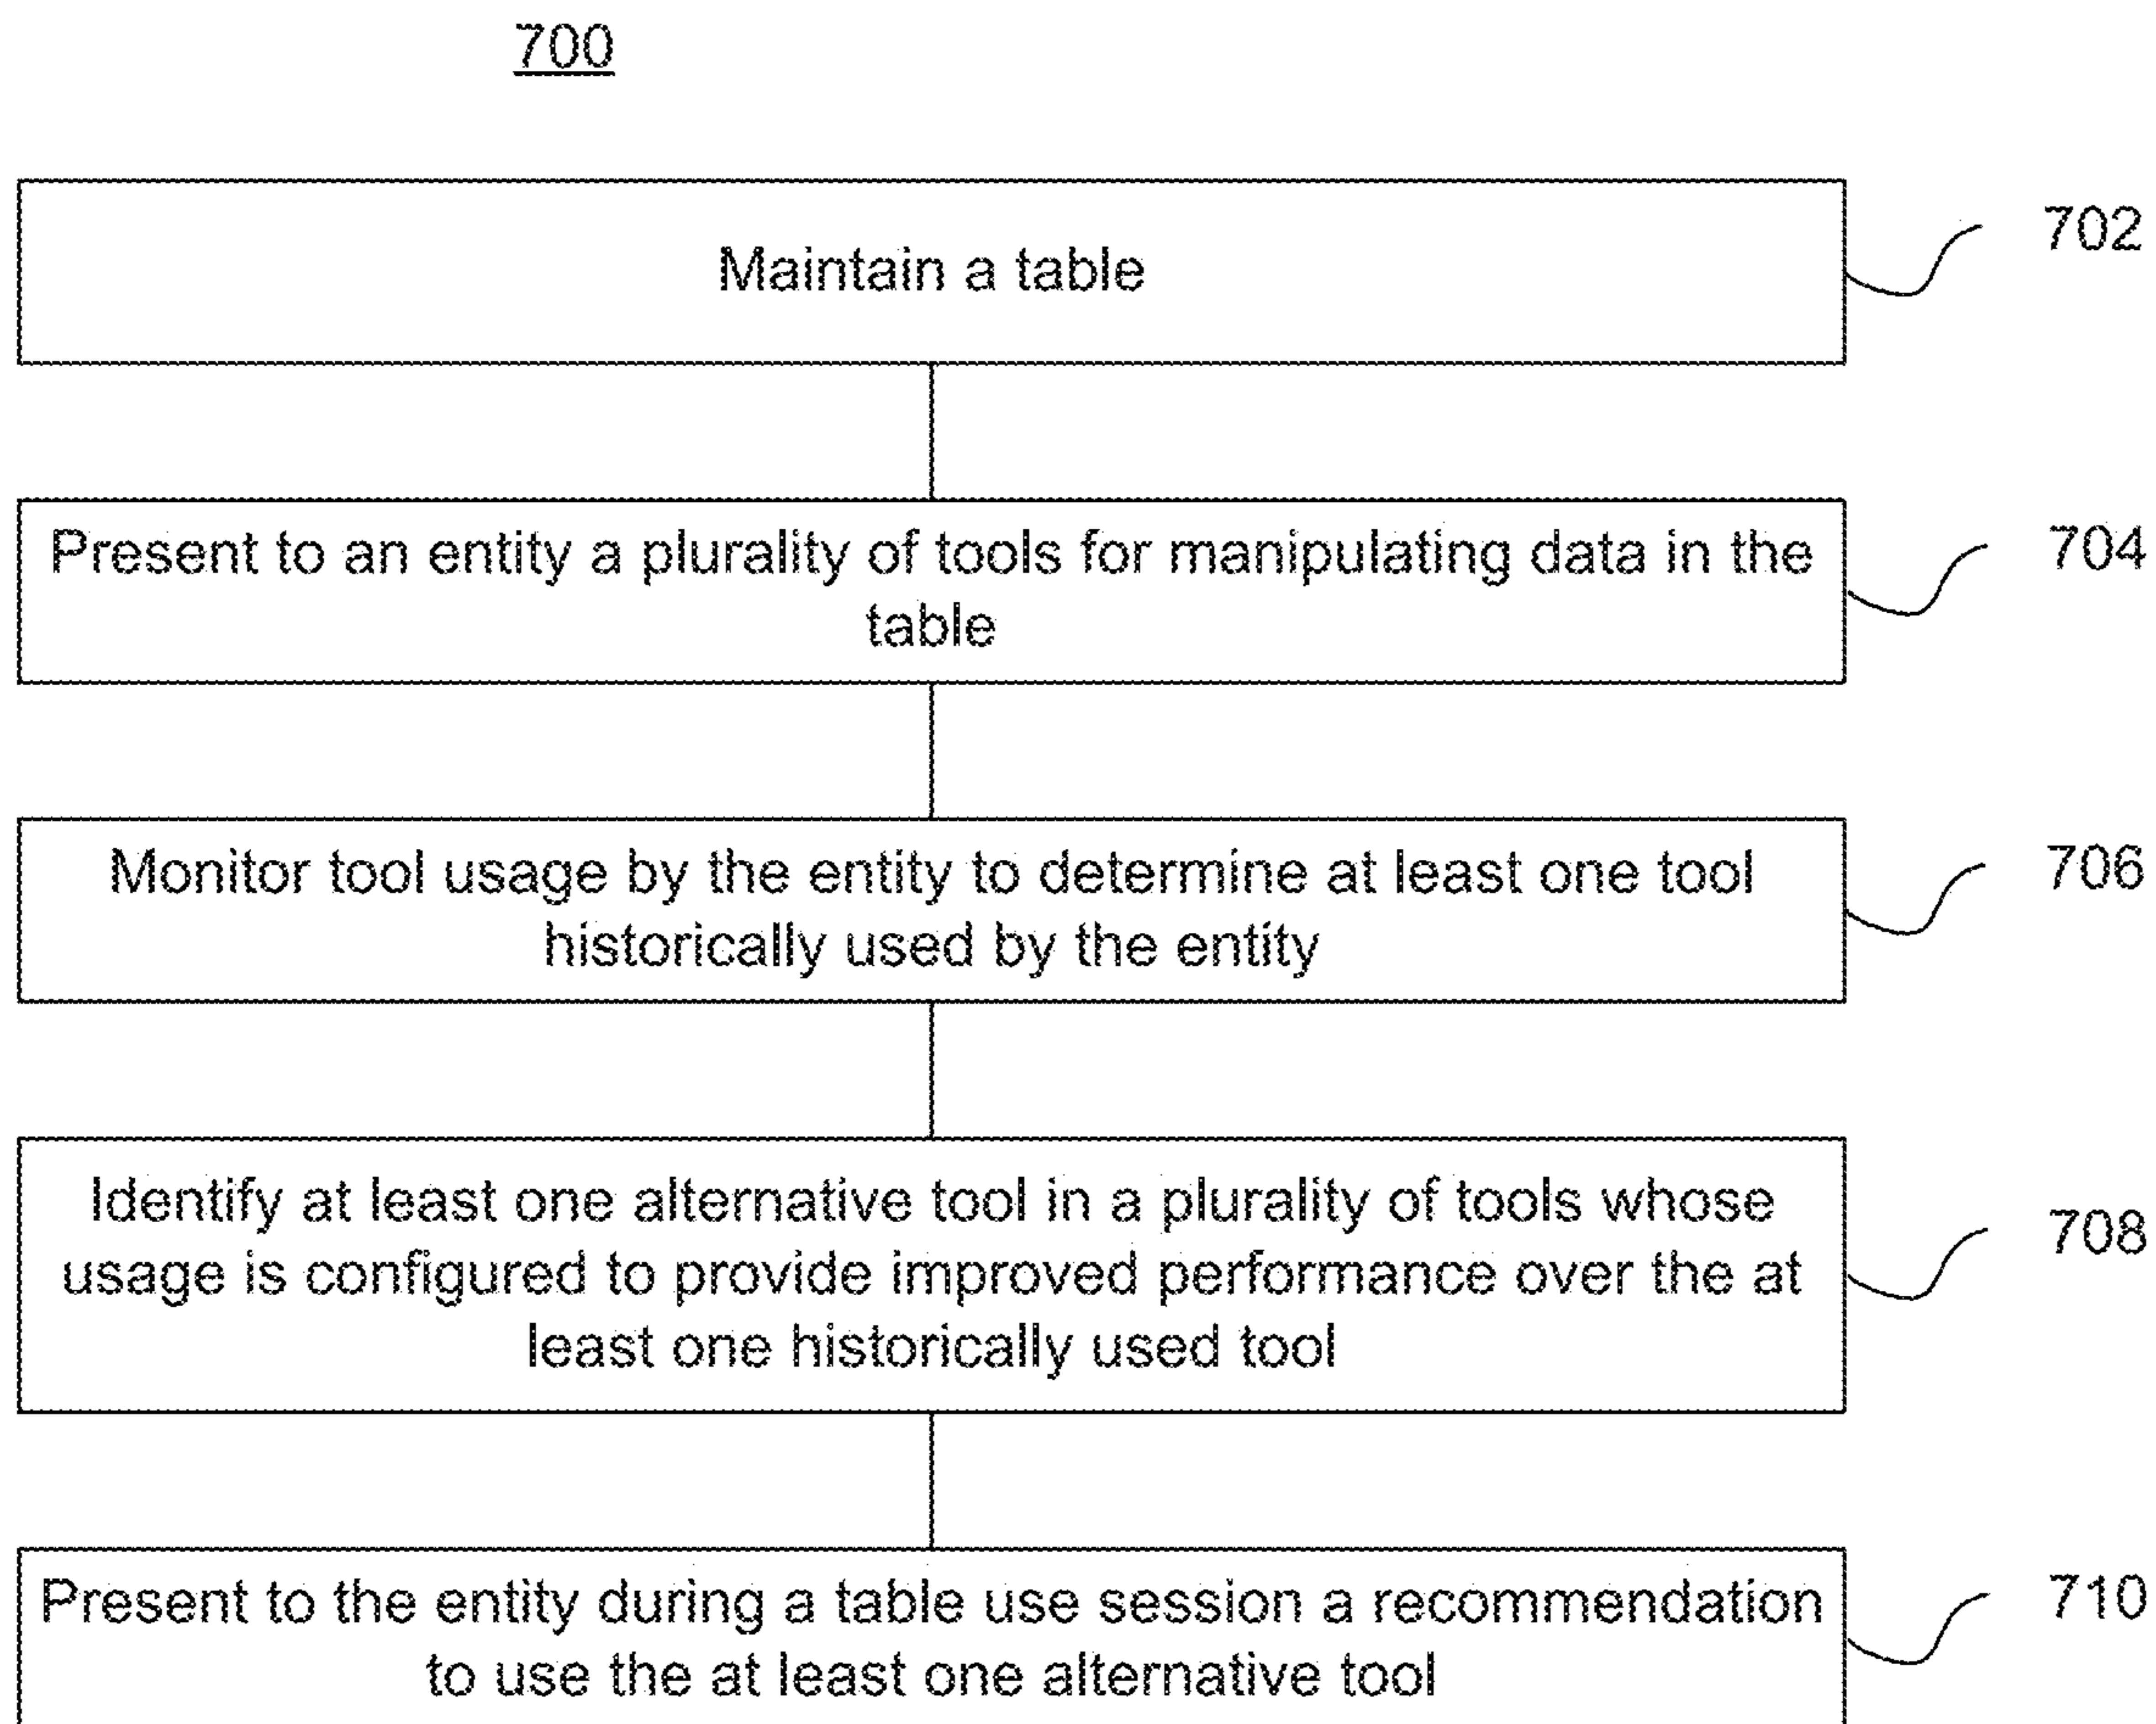 700
Maintain a table
702
Present to an entity a plurality of tools for manipulating data in the
table
704
Monitor tool usage by the entity to determine at least one tool
historically used by the entity
706
Identify at least one alternative tool in a plurality of tools whose
usage is configured to provide improved performance over the at
least one historically used tool
708
Present to the entity during a table use session a recommendation
to use the at least one alternative tool
710